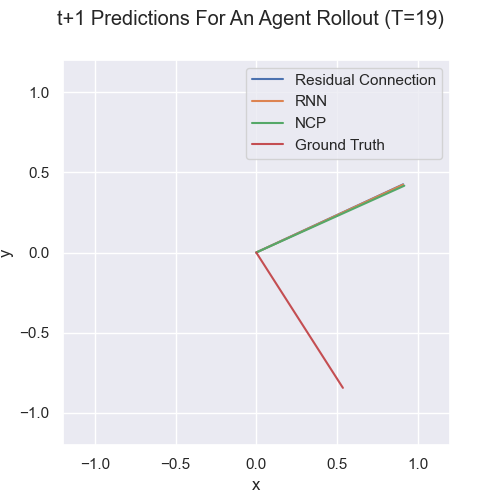 t+1 Predictions For An Agent Rollout (T=19)
Residual Connection
RNN
NCP
Ground Truth
1.0
0.5
0.0
−0.5
−1.0
y
−1.0 −0.5 0.0 0.5 1.0
x